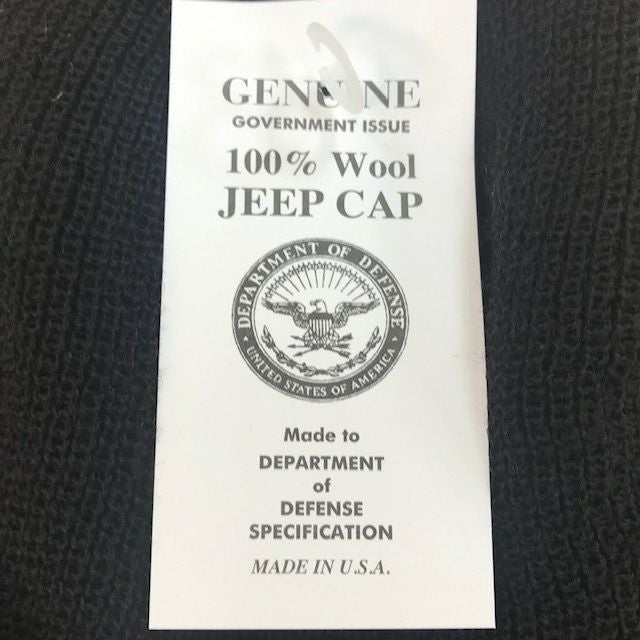 GENUINE
GOVERNMENT ISSUE
100% Wool
JEEP CAP
DEPARTMENT OF DEFENSE
UNITED STATES OF AMERICA
Made to
DEPARTMENT
of
DEFENSE
SPECIFICATION
MADE IN U.S.A.